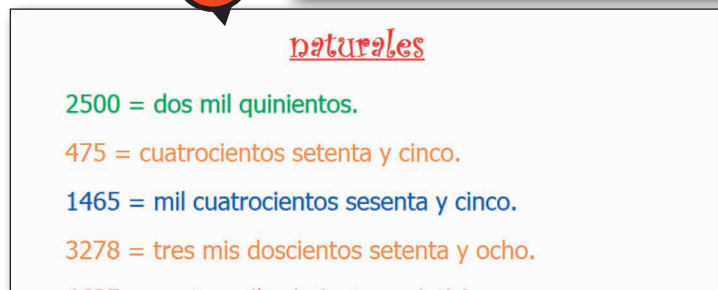 naturales
2500 = dos mil quinientos.
475 = cuatrocientos setenta y cinco.
1465 = mil cuatrocientos sesenta y cinco.
3278 = tres mis doscientos setenta y ocho.